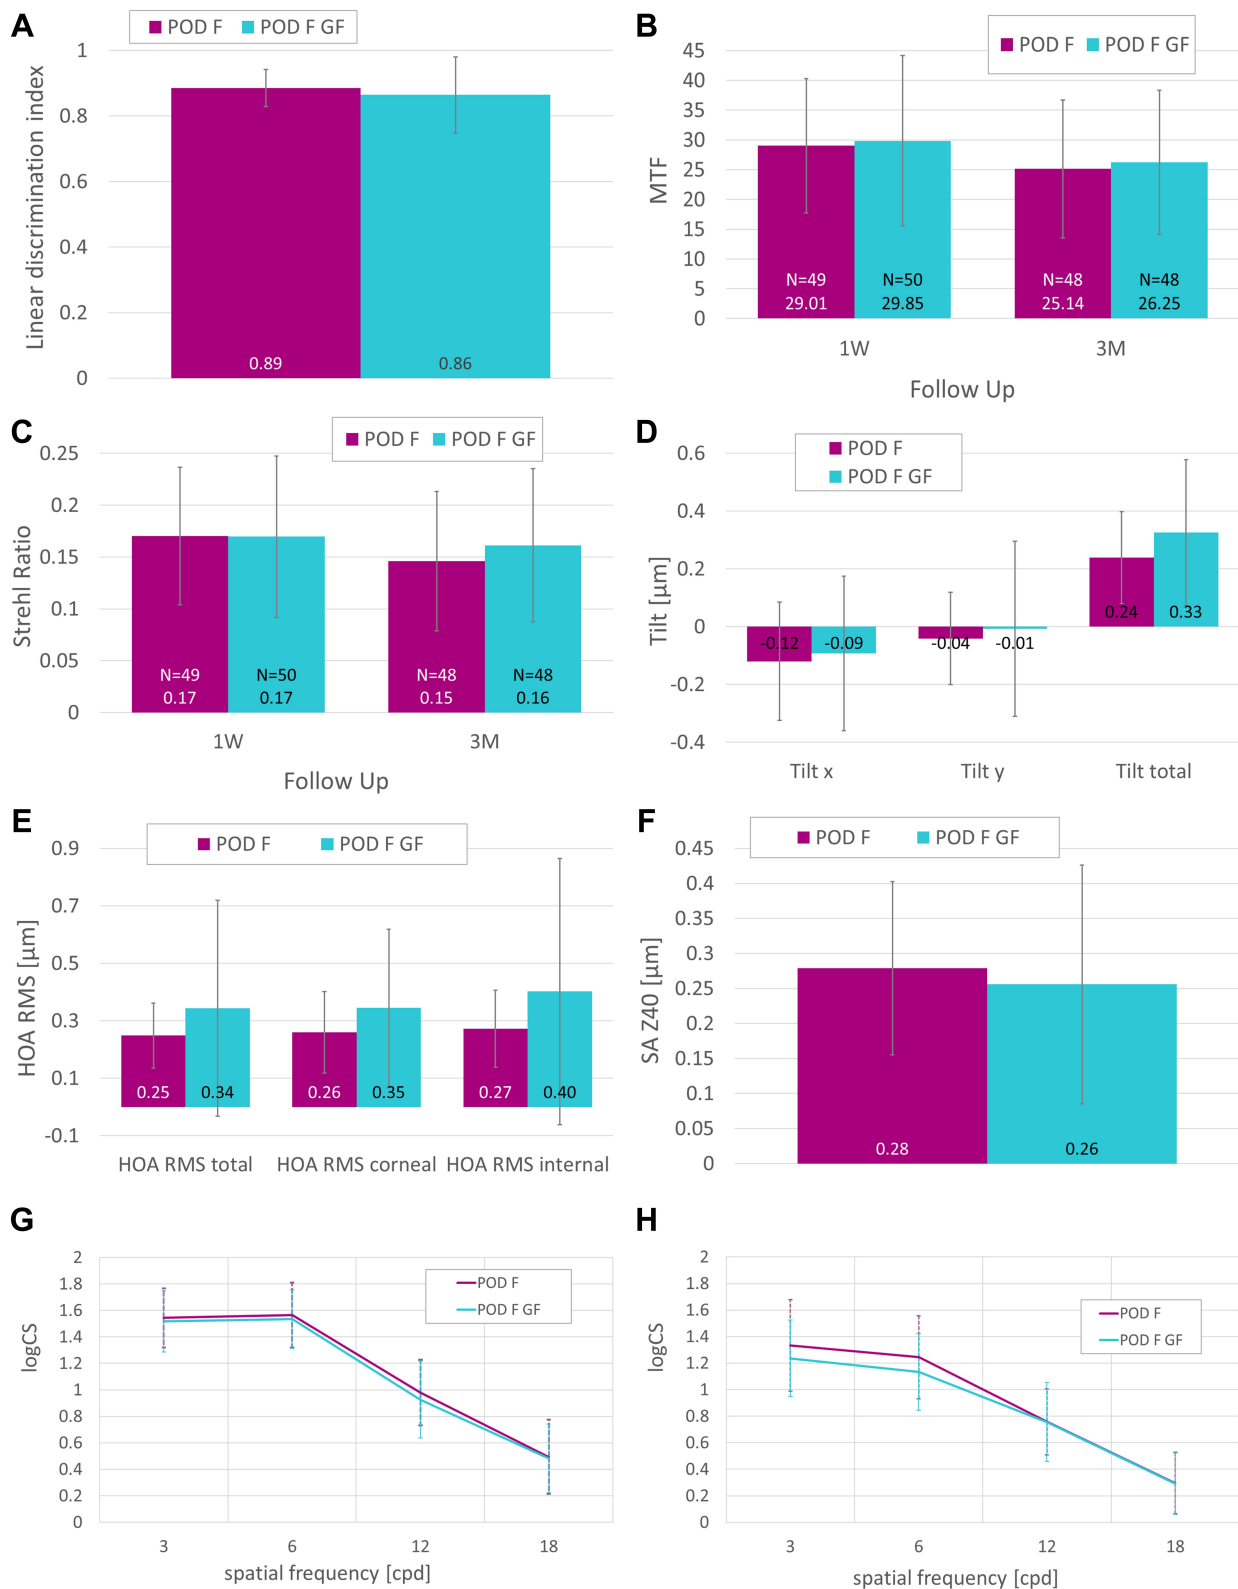 A
POD F POD F GF
Linear discrimination index
1
0.8
0.6
0.4
0.2
0
0.89 0.86
B
POD F POD F GF
MTF
45
40
35
30
25
20
15
10
5
0
N=49 N=50 N=48 N=48
29.01 29.85 25.14 26.25
1W 3M
Follow Up
C
POD F POD F GF
Strehl Ratio
0.25
0.2
0.15
0.1
0.05
0
N=49 N=50 N=48 N=48
0.17 0.17 0.15 0.16
1W 3M
Follow Up
D
POD F
POD F GF
Tilt [µm]
0.6
0.4
0.2
0
-0.2
-0.4
-0.12 -0.09 -0.04 -0.01 0.24 0.33
Tilt x Tilt y Tilt total
E
POD F POD F GF
HOA RMS [µm]
0.9
0.7
0.5
0.3
0.1
-0.1
0.25 0.34 0.26 0.35 0.27 0.40
HOA RMS total HOA RMS corneal HOA RMS internal
F
POD F POD F GF
SA Z40 [µm]
0.45
0.4
0.35
0.3
0.25
0.2
0.15
0.1
0.05
0
0.28 0.26
G
POD F
POD F GF
logCS
2
1.8
1.6
1.4
1.2
1
0.8
0.6
0.4
0.2
0
3 6 12 18
spatial frequency [cpd]
H
POD F
POD F GF
logCS
2
1.8
1.6
1.4
1.2
1
0.8
0.6
0.4
0.2
0
3 6 12 18
spatial frequency [cpd]